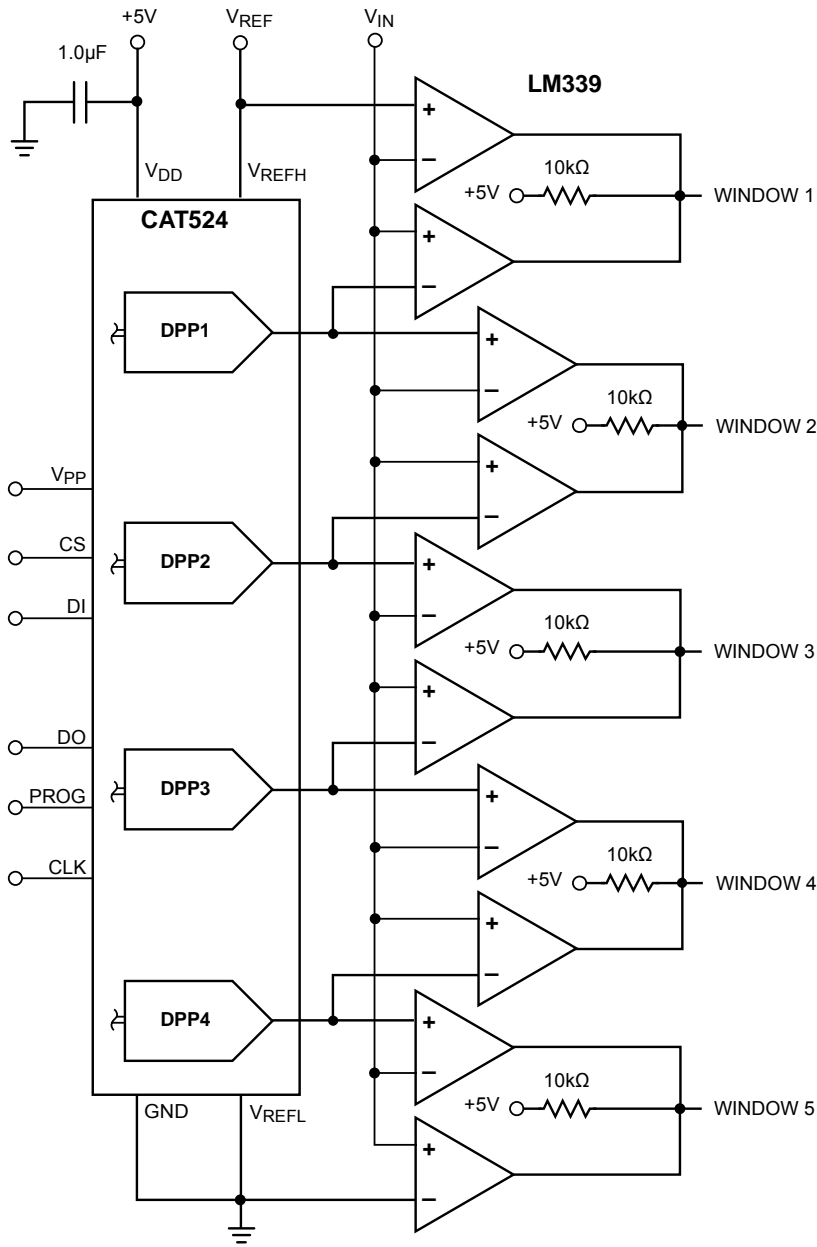 +5V
VREF
VIN
1.0µF
LM339
VDD
VREFH
CAT524
+
−
10kΩ
+5V
WINDOW 1
+
−
DPP1
+
−
10kΩ
+5V
WINDOW 2
+
−
VPP
CS
DPP2
DI
+
−
10kΩ
+5V
WINDOW 3
+
−
DO
DPP3
PROG
CLK
+
−
10kΩ
+5V
WINDOW 4
+
−
DPP4
+
−
10kΩ
+5V
WINDOW 5
GND
VREFL
+
−